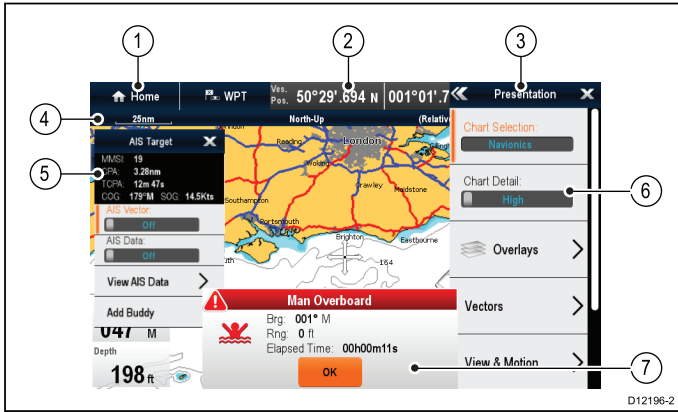 1
2
3
Home
WPT
Ves. Pos. 50°29'.694 N 001°01'.7
Presentation
4
25nm
North-Up
(Relative
5
AIS Target
MMSI: 19
CPA: 3.28nm
TCPA: 12m 47s
COG: 179°M SOG: 14.5Kts
AIS Vector:
Off
AIS Data:
Off
View AIS Data
Add Buddy
047 M
Depth
198 ft
Reading
London
Woking
Crawley
Maidstone
Southampton
Portsmouth
Brighton
Eastbourne
164
Chart Selection:
Navionics
Chart Detail:
High
6
Overlays
Vectors
View & Motion
Man Overboard
Brg: 001° M
Rng: 0 ft
Elapsed Time: 00h00m11s
OK
7
D12196-2